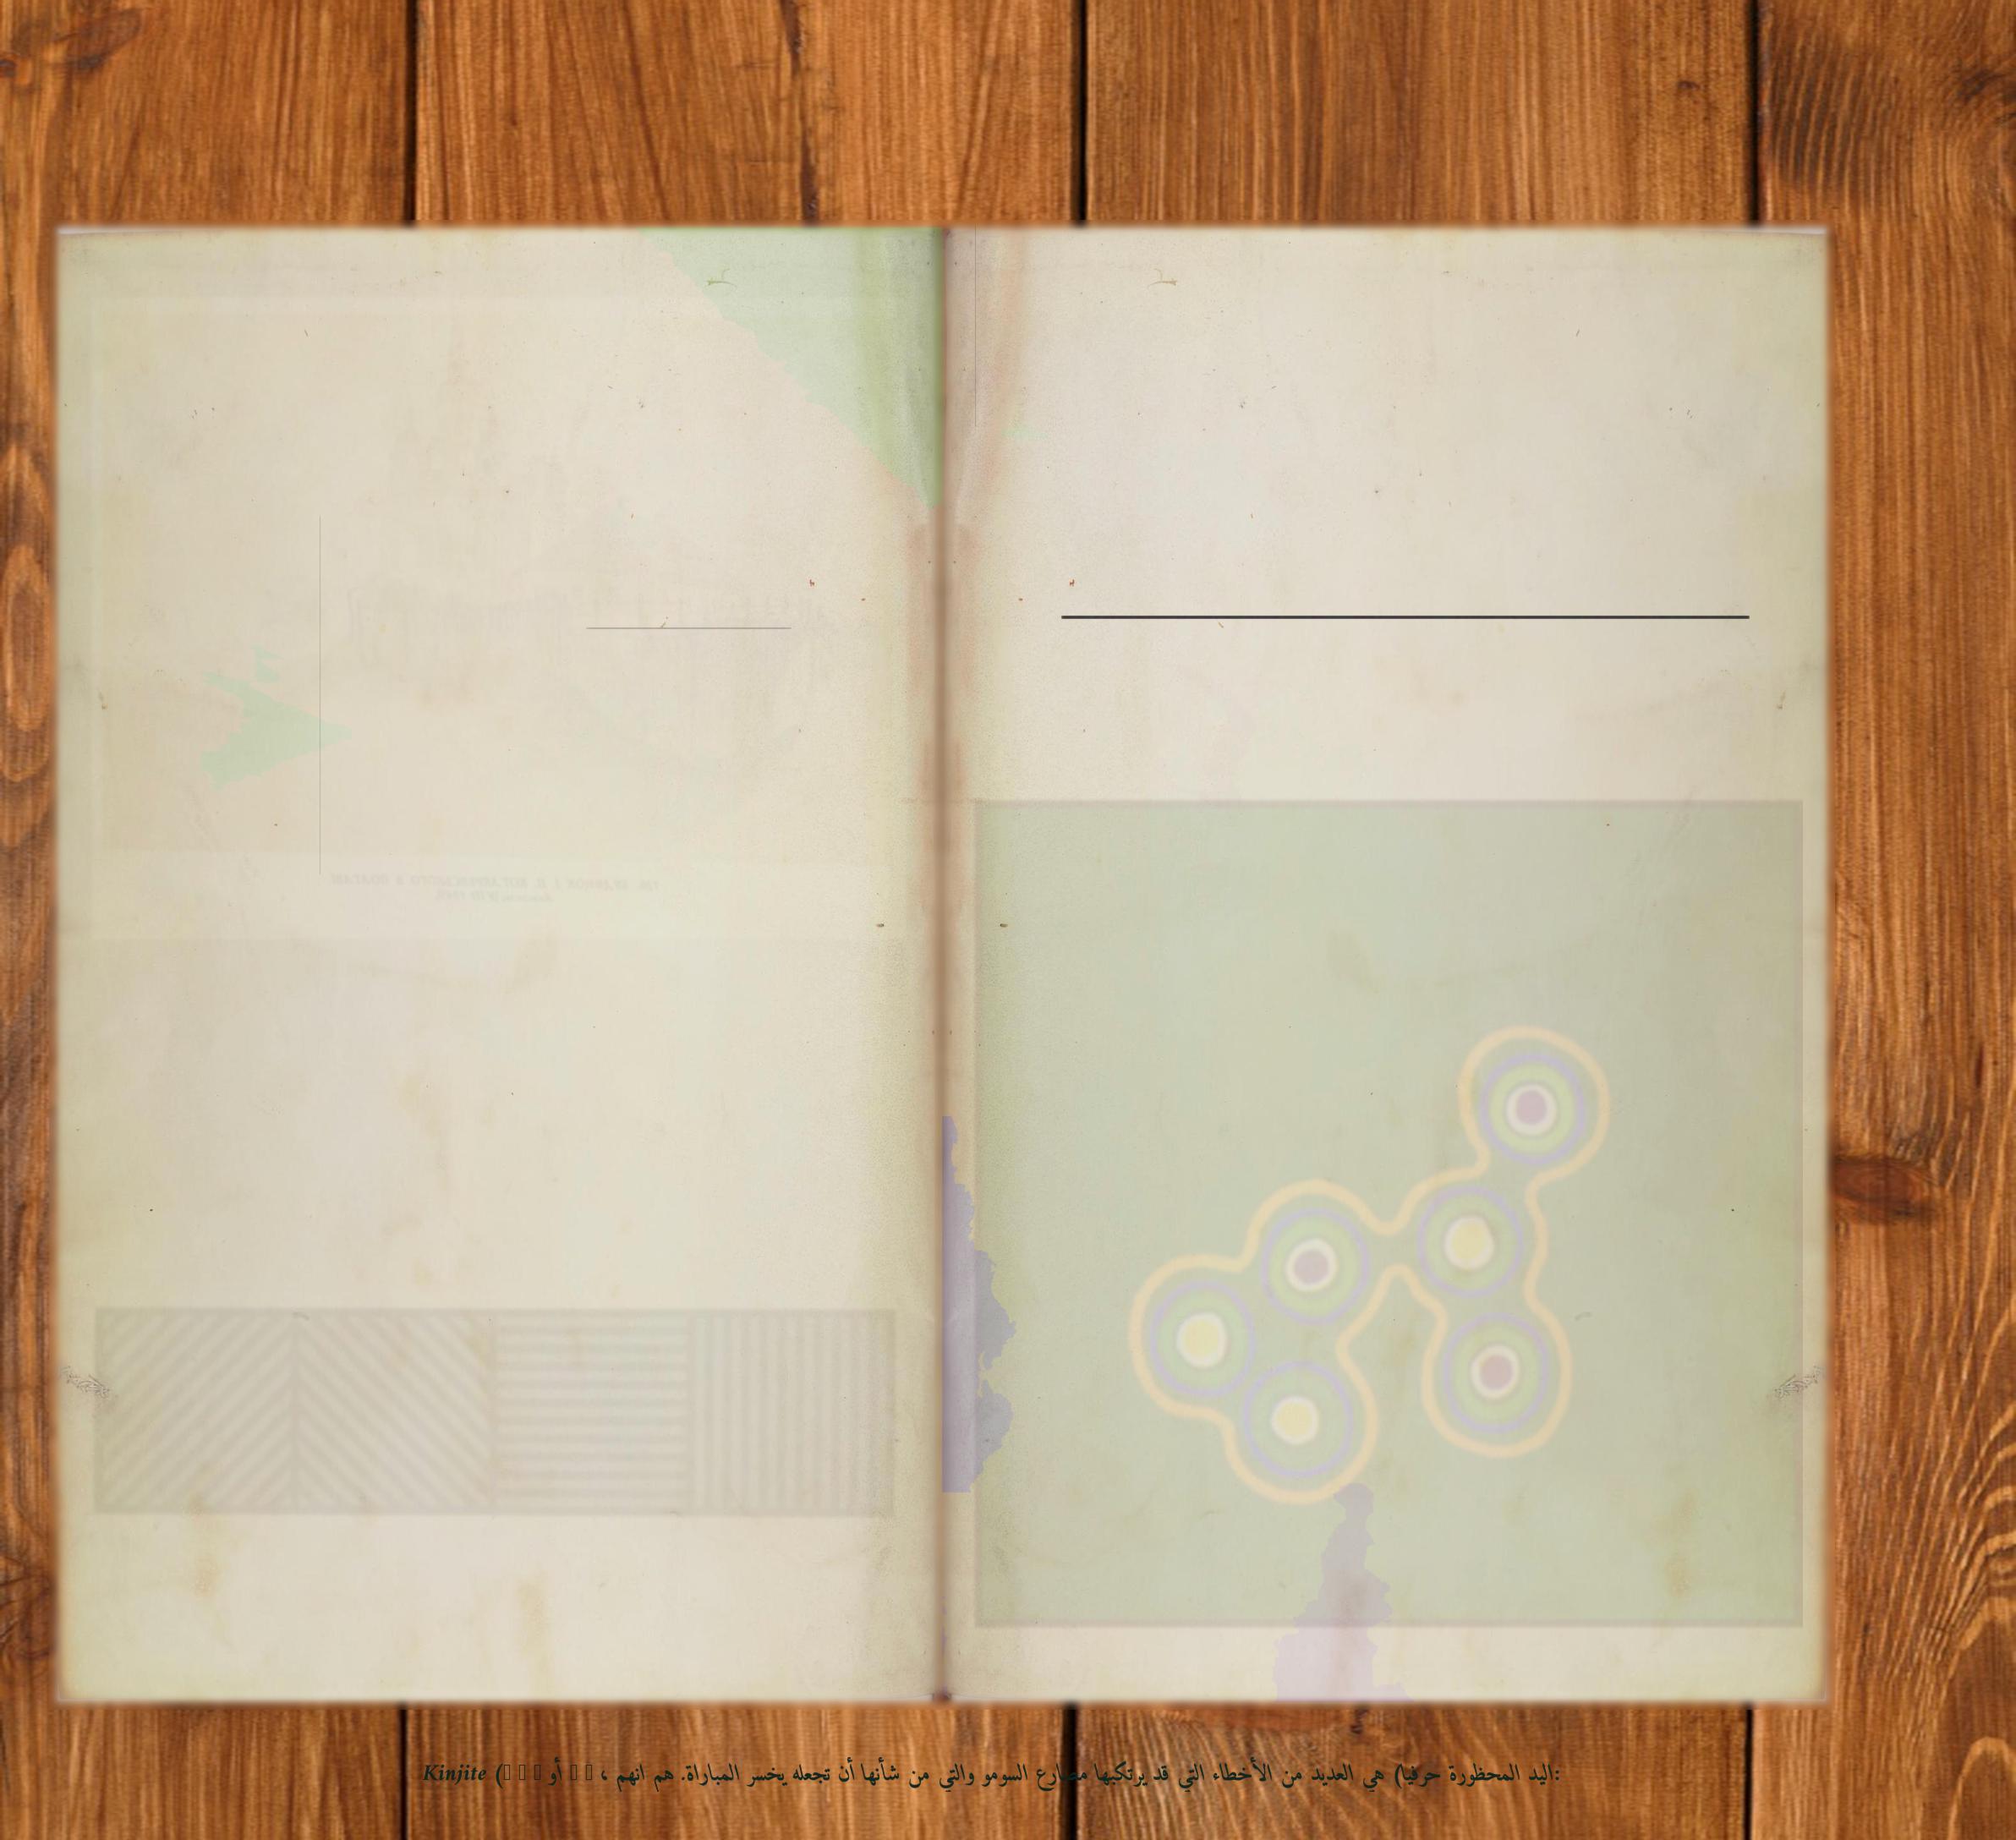 :اليد المحظورة حرفيا) هي العديد من الأخطاء التي قد يرتكبها مصارع السومو والتي من شأنها أن تجعله يخسر المباراة. هم انهم ، أو ) Kinjite